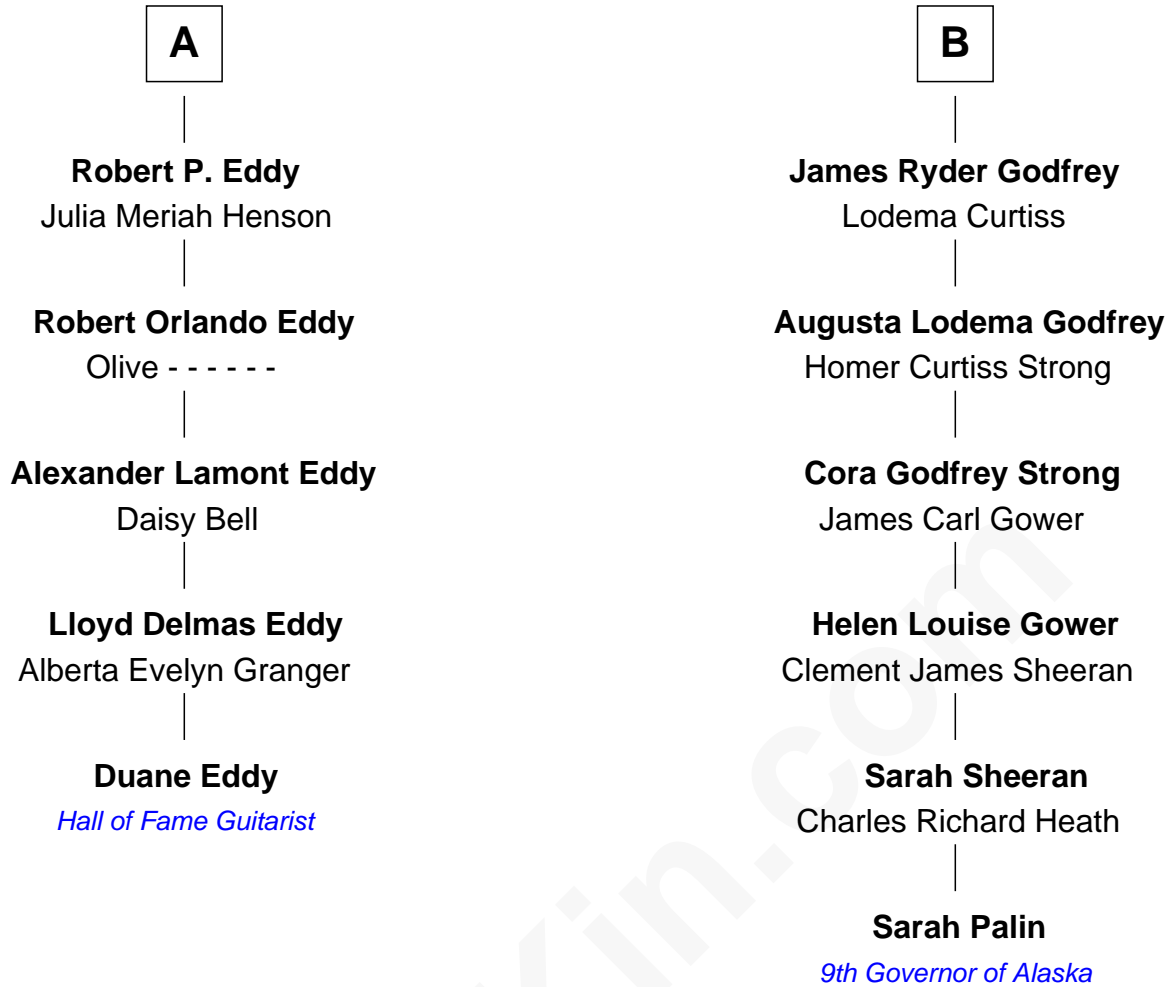 A
Robert P. Eddy
Julia Meriah Henson
Robert Orlando Eddy
Olive - - - - - -
Alexander Lamont Eddy
Daisy Bell
Lloyd Delmas Eddy
Alberta Evelyn Granger
Duane Eddy
Hall of Fame Guitarist
B
James Ryder Godfrey
Lodema Curtiss
Augusta Lodema Godfrey
Homer Curtiss Strong
Cora Godfrey Strong
James Carl Gower
Helen Louise Gower
Clement James Sheeran
Sarah Sheeran
Charles Richard Heath
Sarah Palin
9th Governor of Alaska